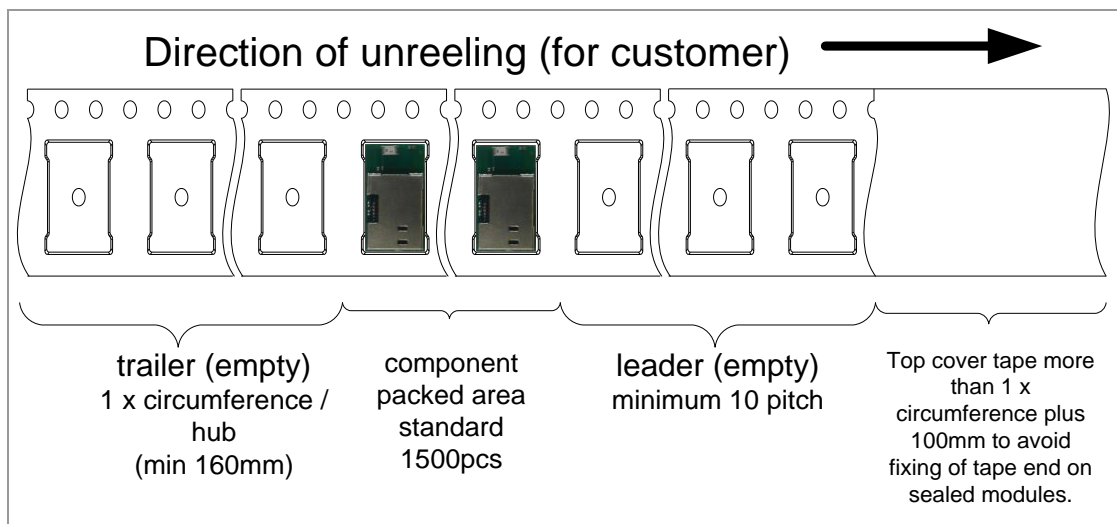 Direction of unreeling (for customer)
trailer (empty)
1 x circumference /
hub
(min 160mm)
component
packed area
standard
1500pcs
leader (empty)
minimum 10 pitch
Top cover tape more
than 1 x
circumference plus
100mm to avoid
fixing of tape end on
sealed modules.